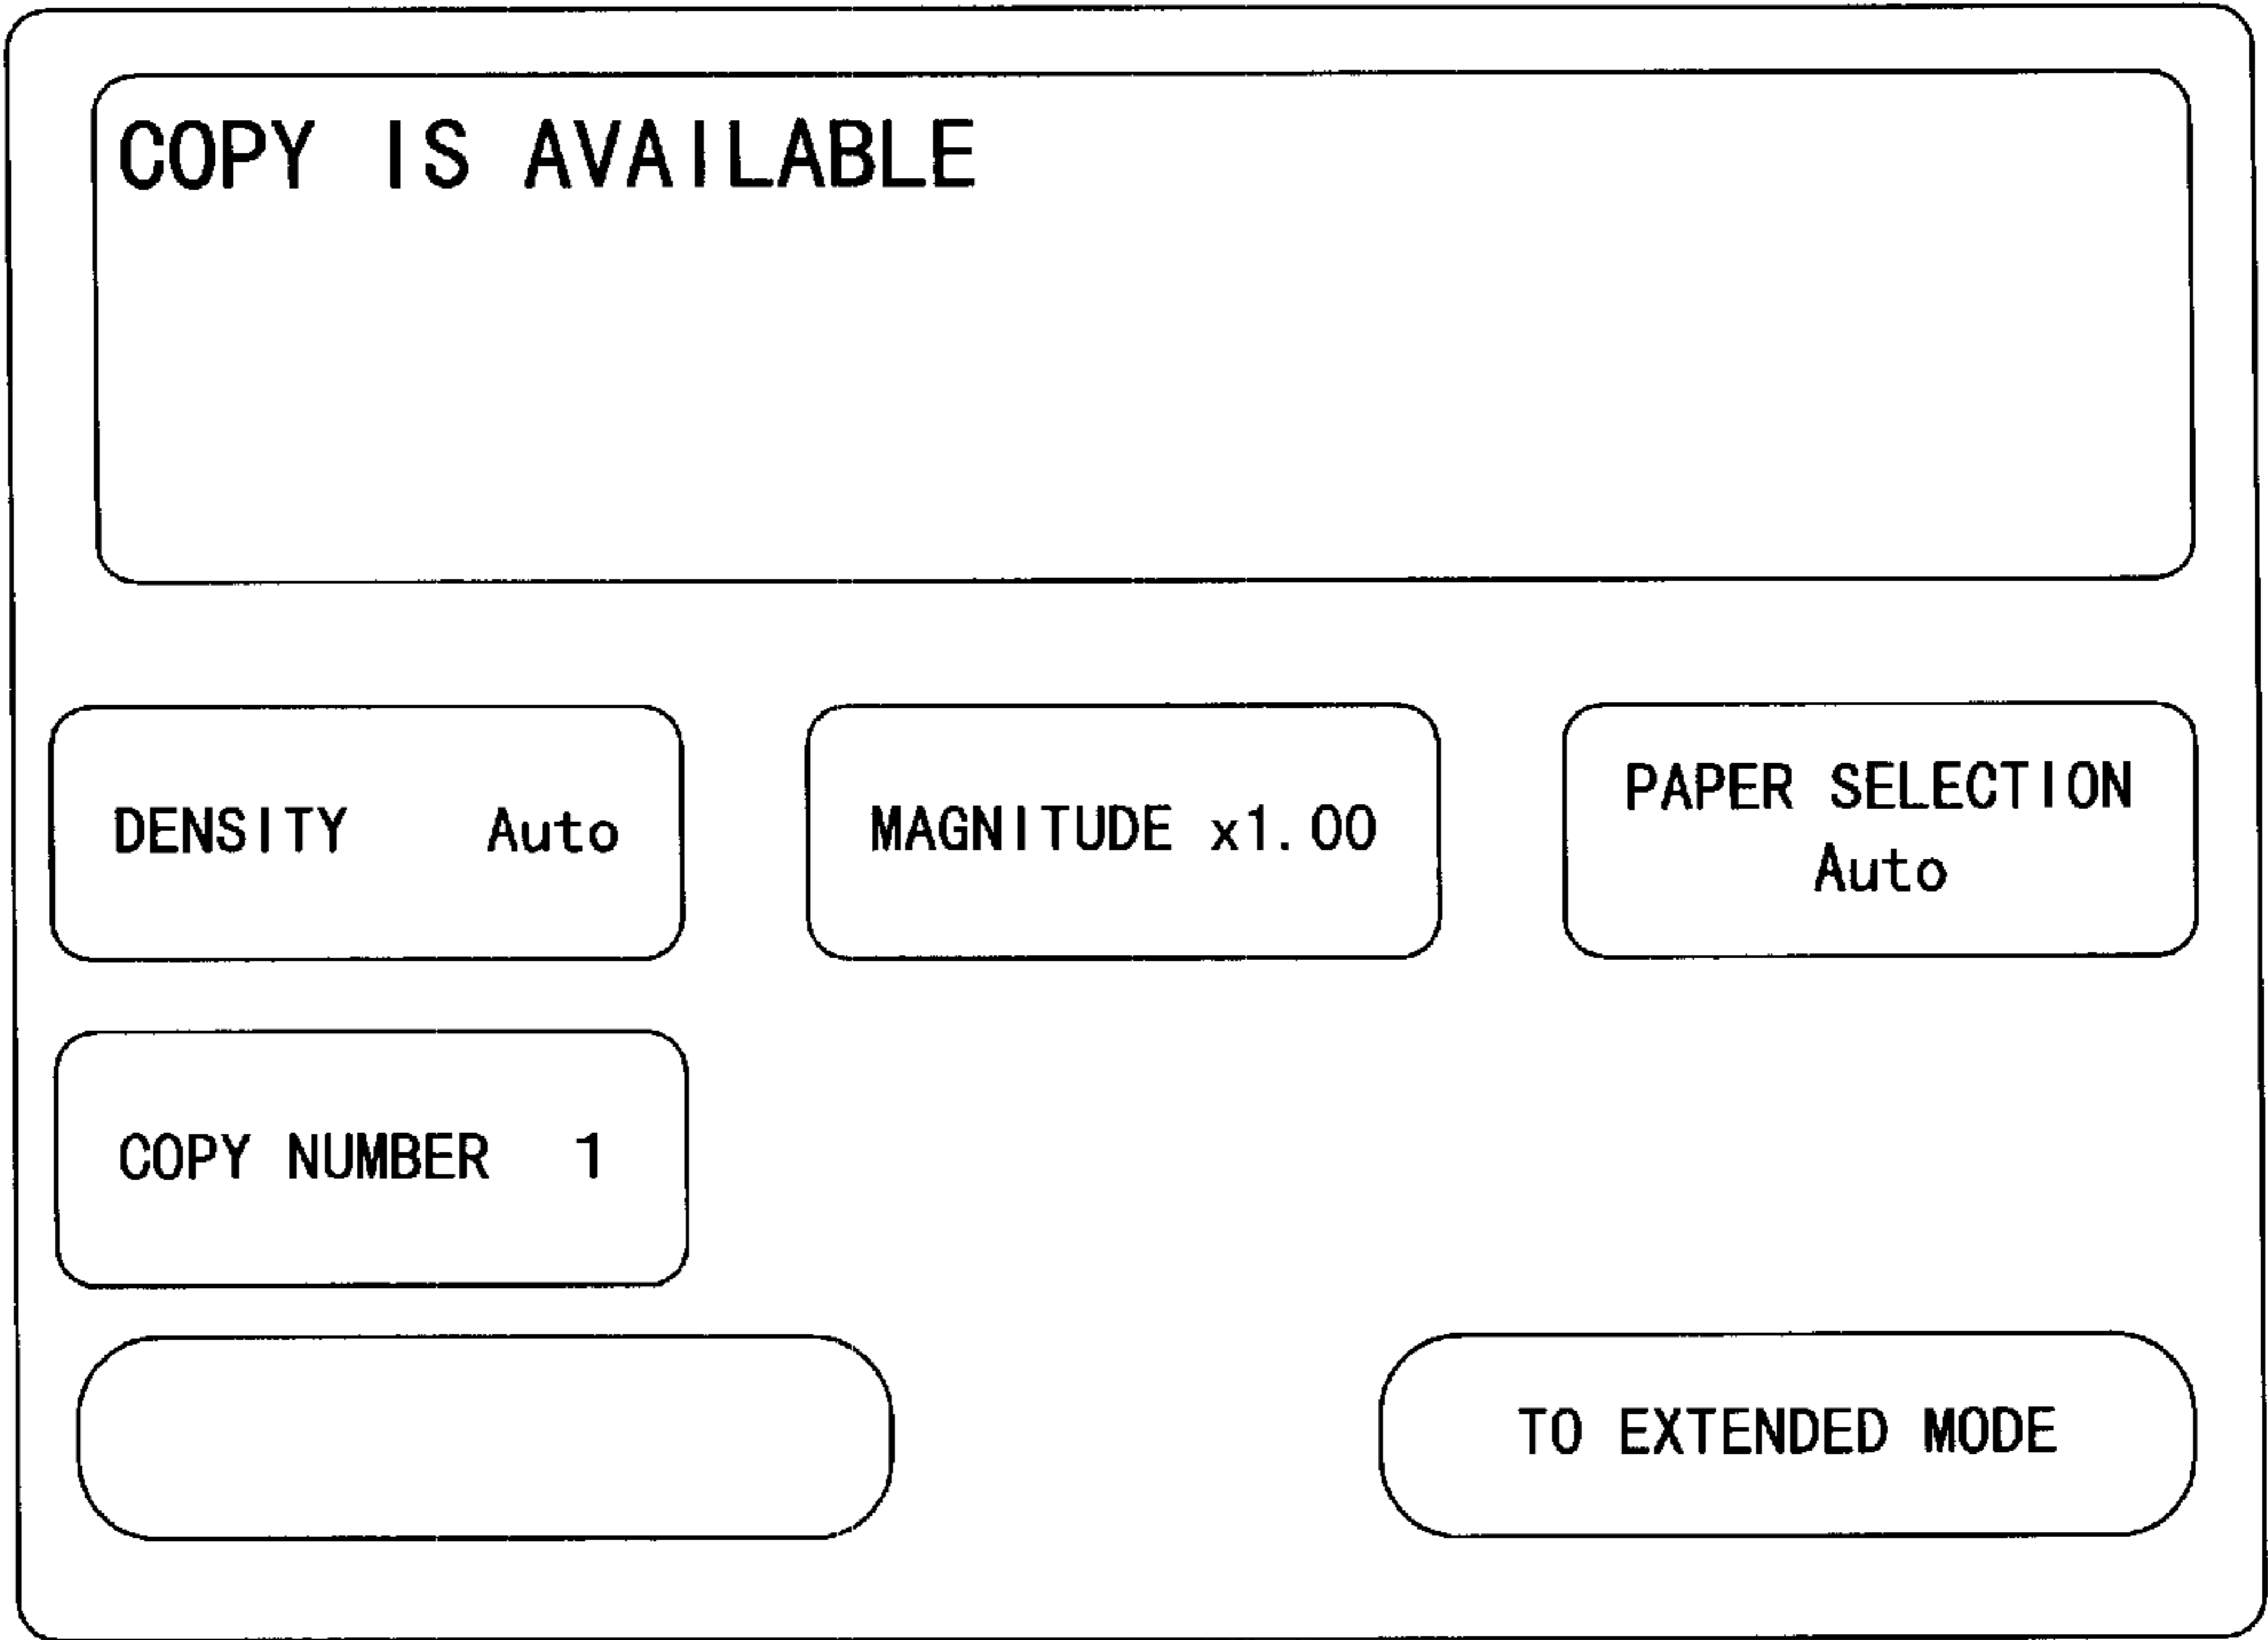 COPY IS AVAILABLE
DENSITY Auto
MAGNITUDE x1.00
PAPER SELECTION
Auto
COPY NUMBER 1
TO EXTENDED MODE